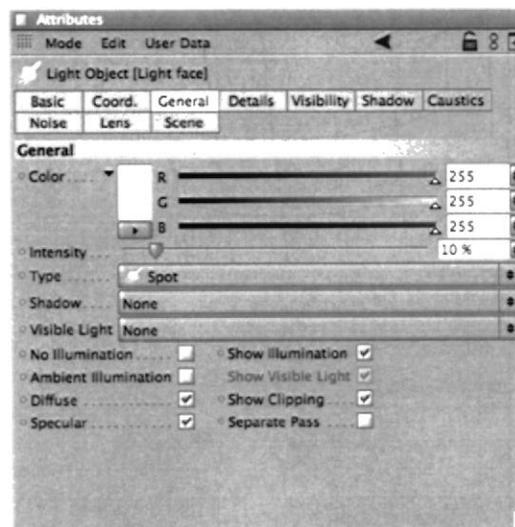 Attributes
Mode Edit User Data
Light Object [Light face]
Basic Coord. General Details Visibility Shadow Caustics
Noise Lens Scene
General
Color R 255
G 255
B 255
Intensity 10 %
Type Spot
Shadow None
Visible Light None
No Illumination Show Illumination
Ambient Illumination Show Visible Light
Diffuse Show Clipping
Specular Separate Pass